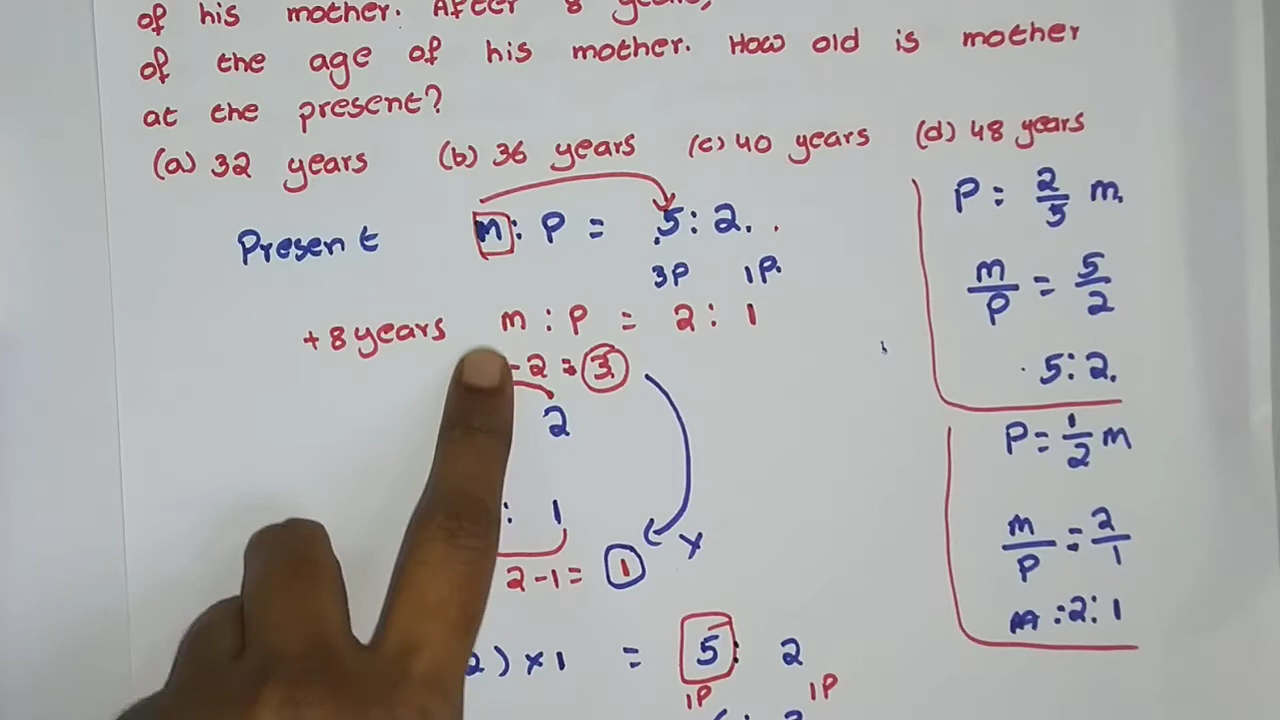 of his mother. After 8 years,
of the age of his mother. How old is mother
at the present?
(a) 32 years (b) 36 years (c) 40 years (d) 48 years
Present m : P = 5 : 2.
3P 1P.
+ 8 years m : P = 2 : 1
- 2 = 3
2
: 1
2 - 1 = 1 x
2) x 1 = 5 : 2
1P 1P
P = 2/5 m.
m/P = 5/2
5 : 2.
P = 1/2 m
m/P = 2/1
m : 2 : 1